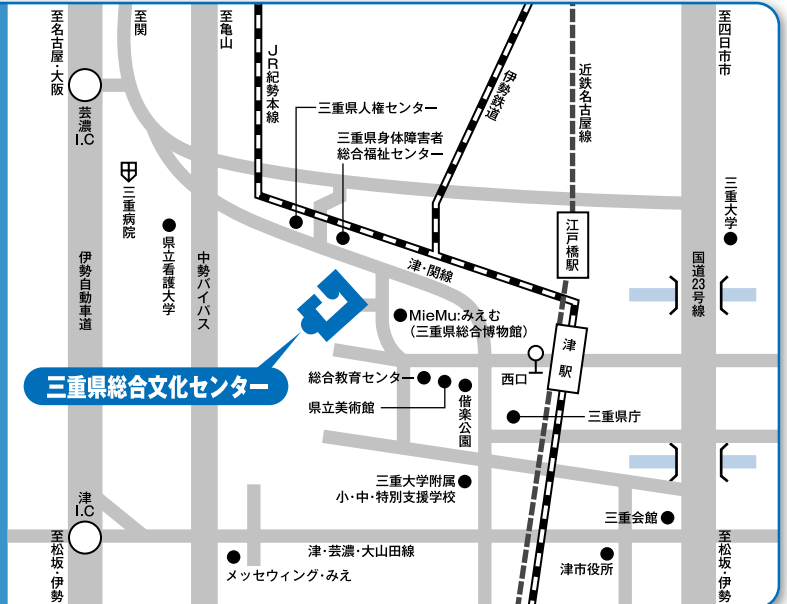 至名古屋・大阪
至関
至亀山
JR紀勢本線
伊勢鉄道
近鉄名古屋線
至四日市市
芸濃
I.C
三重県人権センター
三重県身体障害者
総合福祉センター
三重病院
県立看護大学
三重大学
江戸橋駅
伊勢自動車道
中勢バイパス
津・関線
国道23号線
MieMu:みえむ
（三重県総合博物館）
津駅
西口
三重県総合文化センター
総合教育センター
県立美術館
偕楽公園
三重県庁
三重大学附属
小・中・特別支援学校
津
I.C
三重会館
津・芸濃・大山田線
メッセウィング・みえ
津市役所
至松坂・伊勢
至松坂・伊勢